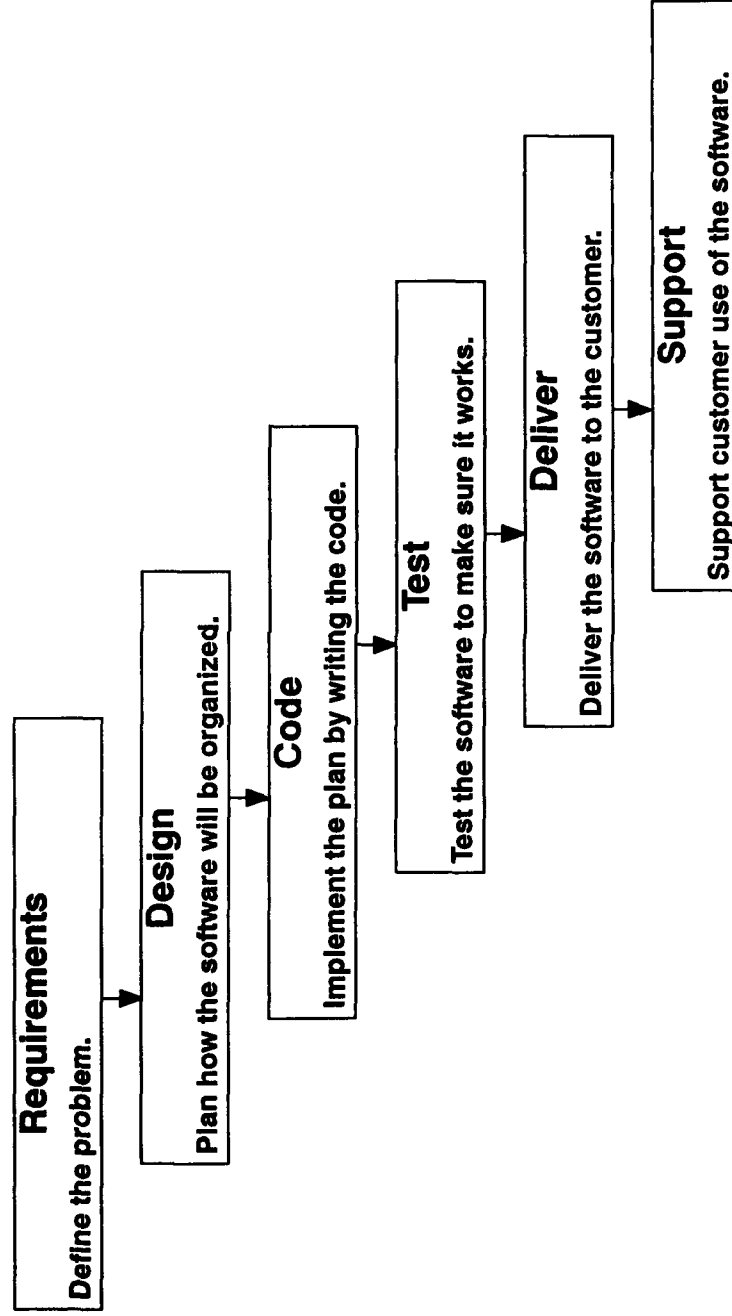 Requirements
Define the problem.
Design
Plan how the software will be organized.
Code
Implement the plan by writing the code.
Test
Test the software to make sure it works.
Deliver
Deliver the software to the customer.
Support
Support customer use of the software.